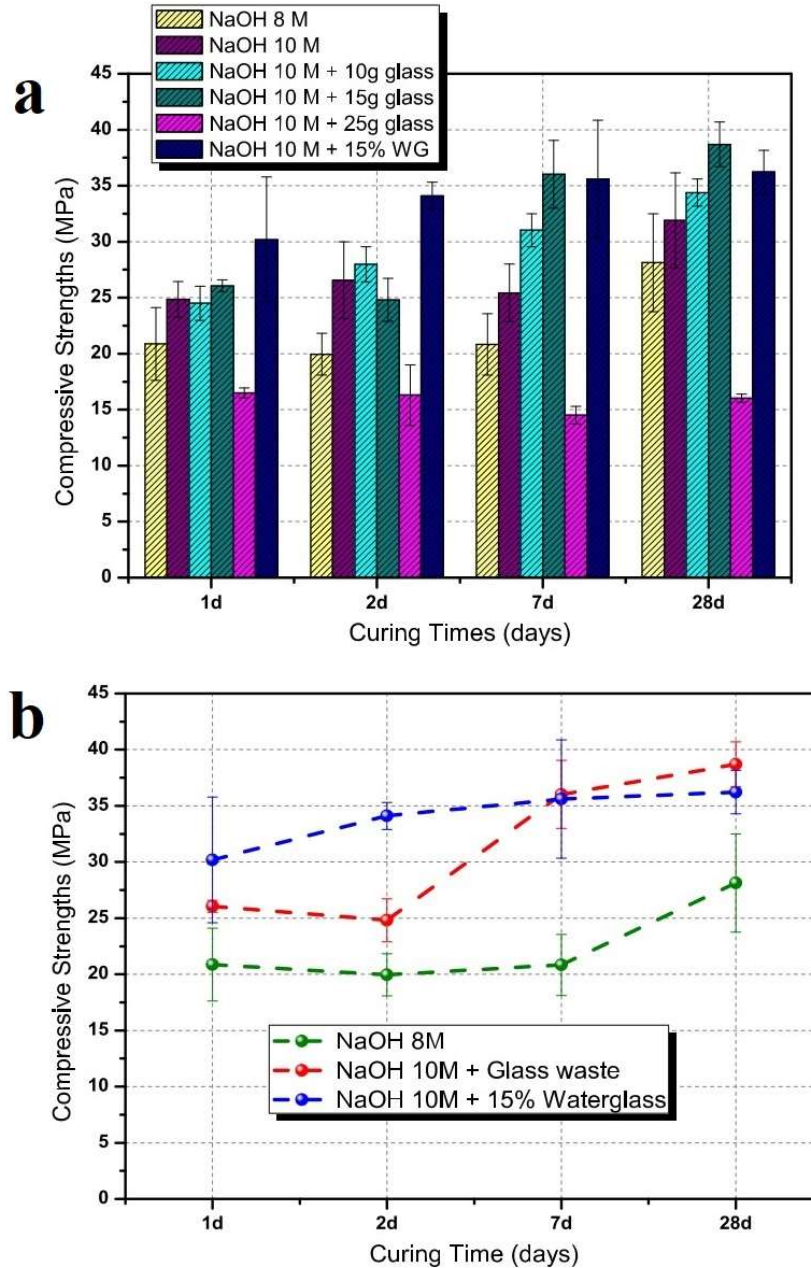 a
NaOH 8 M
NaOH 10 M
NaOH 10 M + 10g glass
NaOH 10 M + 15g glass
NaOH 10 M + 25g glass
NaOH 10 M + 15% WG
Compressive Strengths (MPa)
45
40
35
30
25
20
15
10
5
0
1d 2d 7d 28d
Curing Times (days)
b
Compressive Strengths (MPa)
45
40
35
30
25
20
15
10
5
0
NaOH 8M
NaOH 10M + Glass waste
NaOH 10M + 15% Waterglass
1d 2d 7d 28d
Curing Time (days)